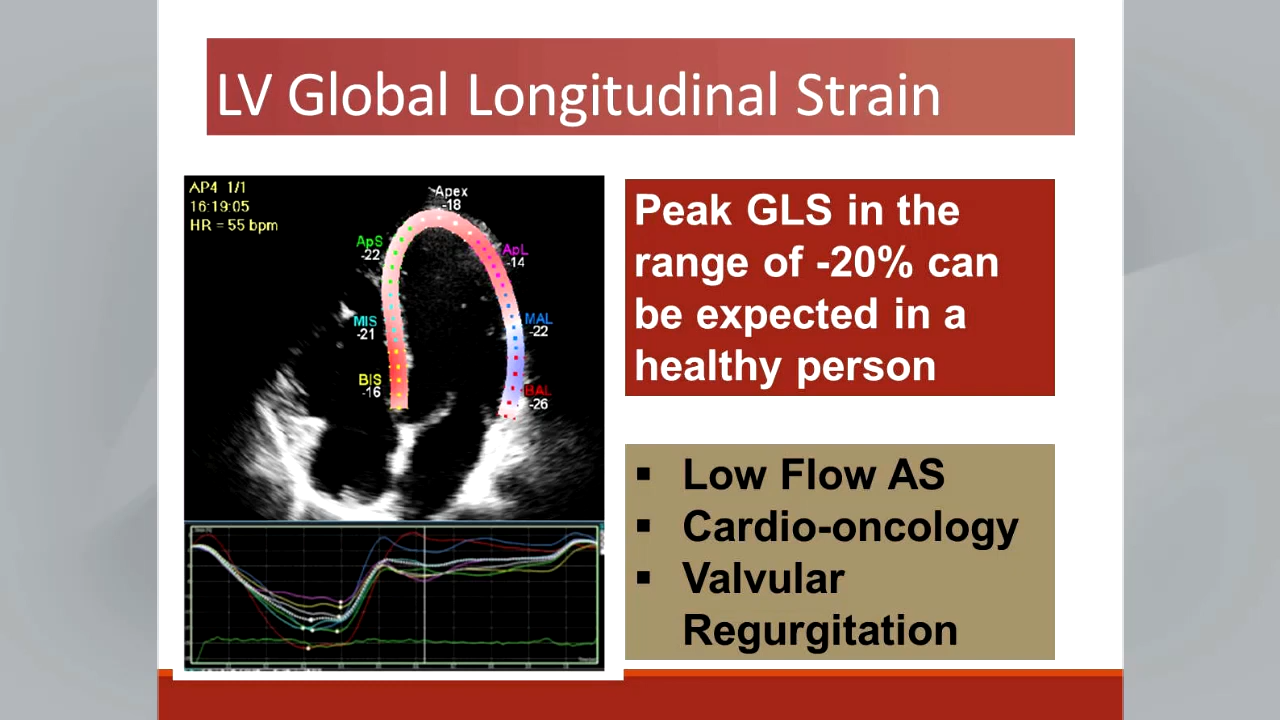 LV Global Longitudinal Strain
AP4 1/1
16:19:05
HR = 55 bpm
Apex
-18
ApS
-22
ApL
-14
MIS
-21
MAL
-22
BIS
-16
BAL
-26
Peak GLS in the
range of -20% can
be expected in a
healthy person
▪ Low Flow AS
▪ Cardio-oncology
▪ Valvular
Regurgitation